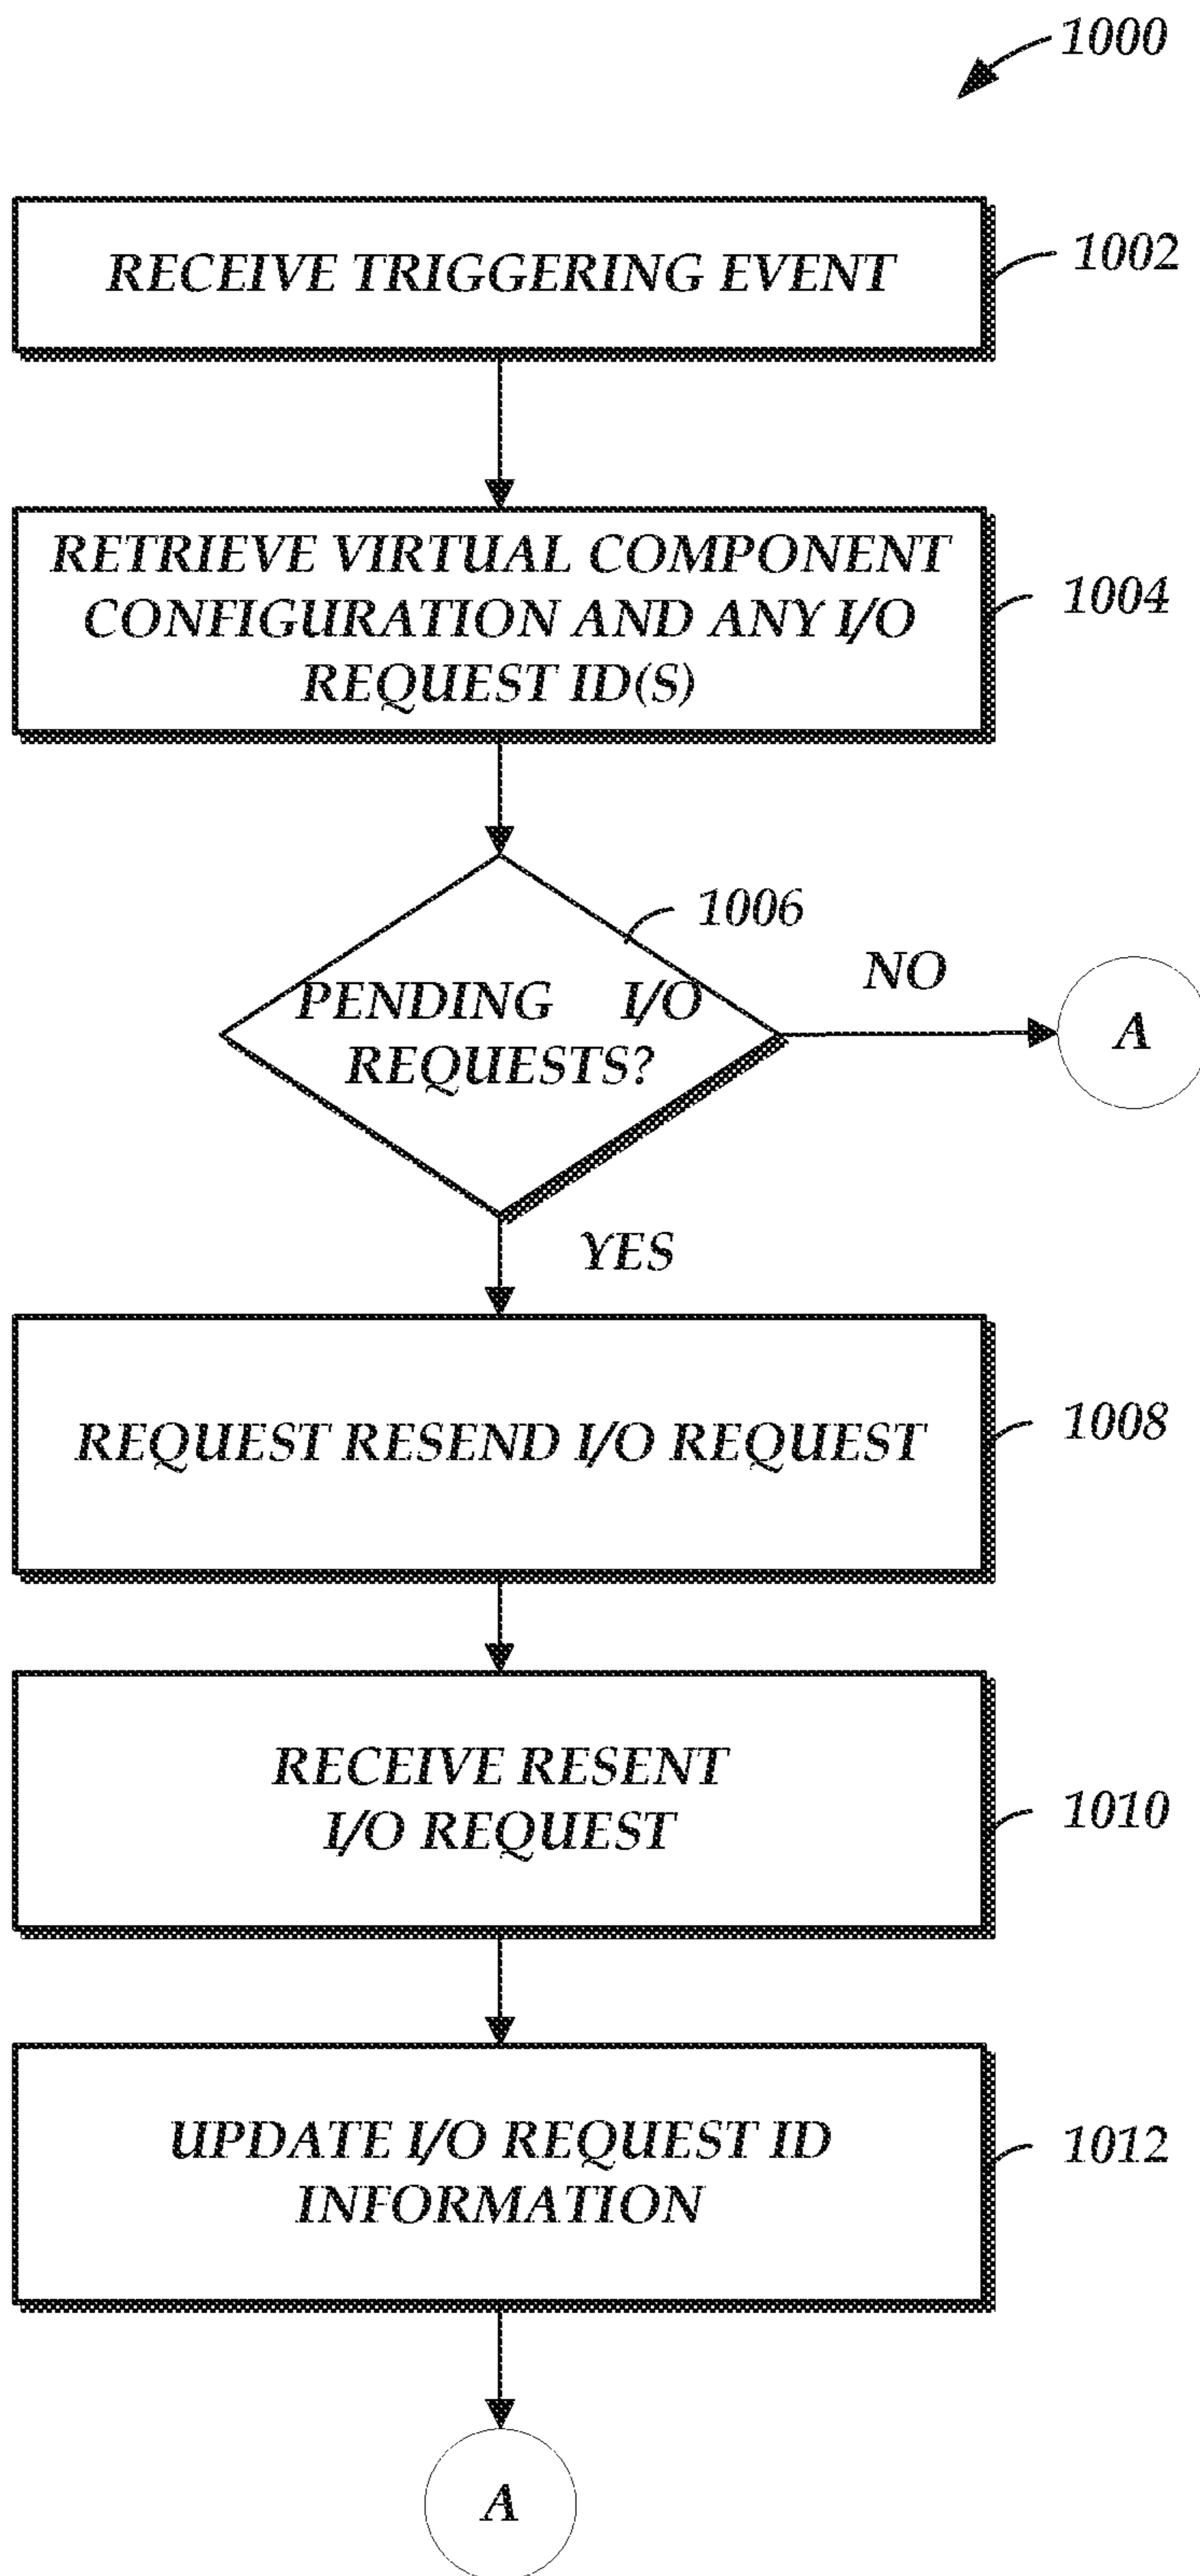 1000
RECEIVE TRIGGERING EVENT
1002
RETRIEVE VIRTUAL COMPONENT
CONFIGURATION AND ANY I/O
REQUEST ID(S)
1004
1006
PENDING I/O
REQUESTS?
NO
A
YES
REQUEST RESEND I/O REQUEST
1008
RECEIVE RESENT
I/O REQUEST
1010
UPDATE I/O REQUEST ID
INFORMATION
1012
A